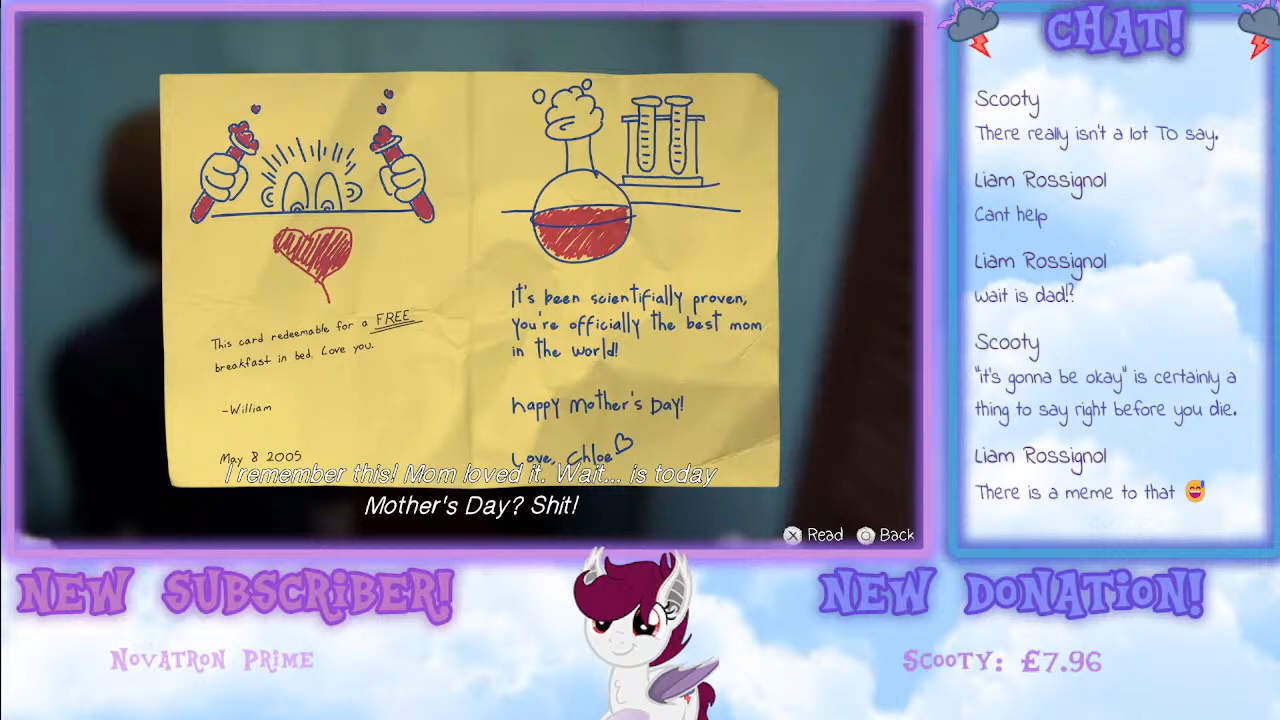 This card redeemable for a FREE
breakfast in bed. Love you.
-William
May 8 2005
It's been scientifially proven,
you're officially the best mom
in the world!
happy Mother's Day!
Love, Chloe
I remember this! Mom loved it. Wait... is today
Mother's Day? Shit!
Read
Back
CHAT!
Scooty
There really isn't a lot To say.
Liam Rossignol
Cant help
Liam Rossignol
wait is dad!?
Scooty
"it's gonna be okay" is certainly a
thing to say right before you die.
Liam Rossignol
There is a meme to that
NEW SUBSCRIBER!
Novatron Prime
NEW DONATION!
Scooty: £7.96